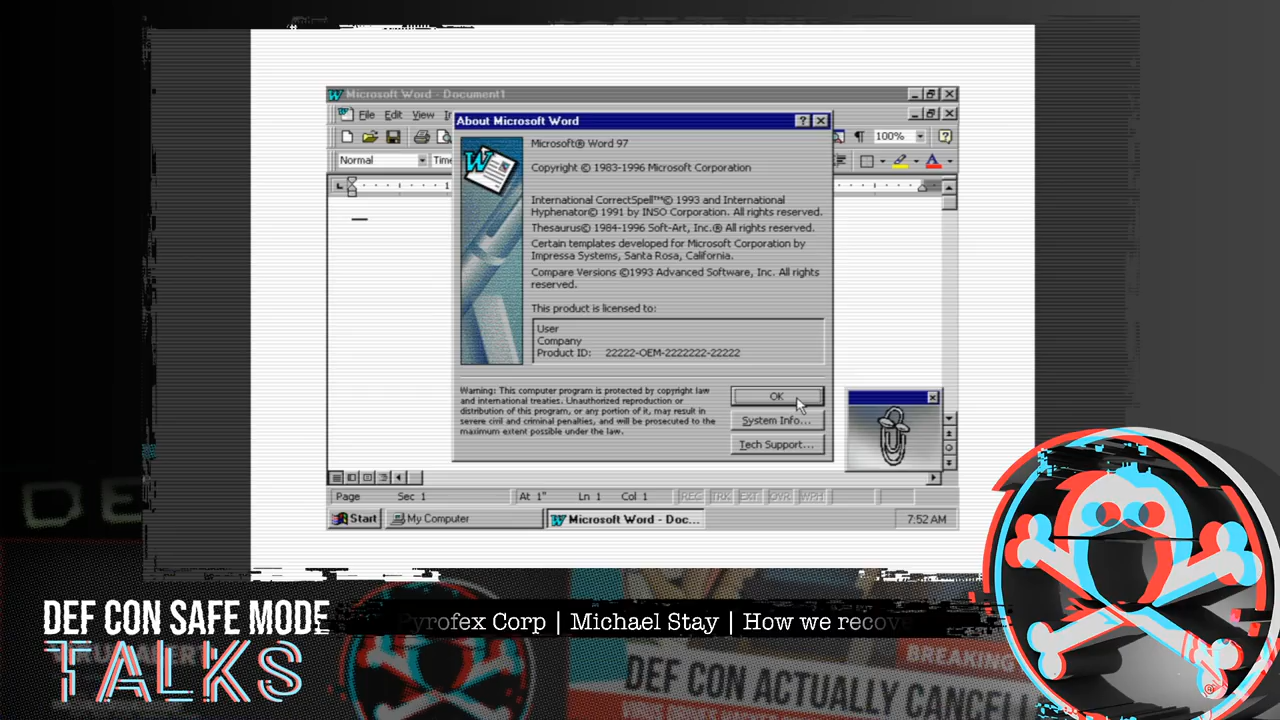 Microsoft Word - Document1
File Edit View
100%
Normal
1
About Microsoft Word
Microsoft® Word 97
Copyright © 1983-1996 Microsoft Corporation
International CorrectSpell™© 1993 and International
Hyphenator© 1991 by INSO Corporation. All rights reserved.
Thesaurus© 1984-1996 Soft-Art, Inc.® All rights reserved.
Certain templates developed for Microsoft Corporation by
Impressa Systems, Santa Rosa, California.
Compare Versions ©1993 Advanced Software, Inc. All rights
reserved.
This product is licensed to:
User
Company
Product ID: 22222-OEM-2222222-22222
Warning: This computer program is protected by copyright law
and international treaties. Unauthorized reproduction or
distribution of this program, or any portion of it, may result in
severe civil and criminal penalties, and will be prosecuted to the
maximum extent possible under the law.
OK
System Info...
Tech Support...
Page Sec 1 At 1" Ln 1 Col 1 REC TRK EXT OVR WPH
Start My Computer Microsoft Word - Doc... 7:52 AM
DEF CON SAFE MODE
TALKS
Pyrofex Corp | Michael Stay | How we recove
BREAKING
DEF CON ACTUALLY CANCELL